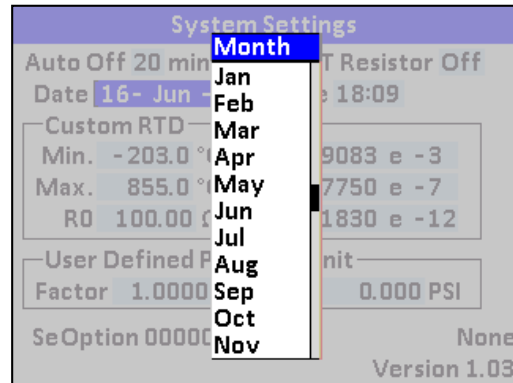 System Settings
Month
Auto Off 20 min T Resistor Off
Jan
Date 16- Jun - 18:09
Feb
Custom RTD
Mar
Min. -203.0 ° 9083 e -3
Apr
Max. 855.0 ° 7750 e -7
May
R0 100.00 1830 e -12
Jun
Jul
User Defined P nit
Aug
Factor 1.0000 0.000 PSI
Sep
Oct
SeOption 00000 None
Nov
Version 1.03